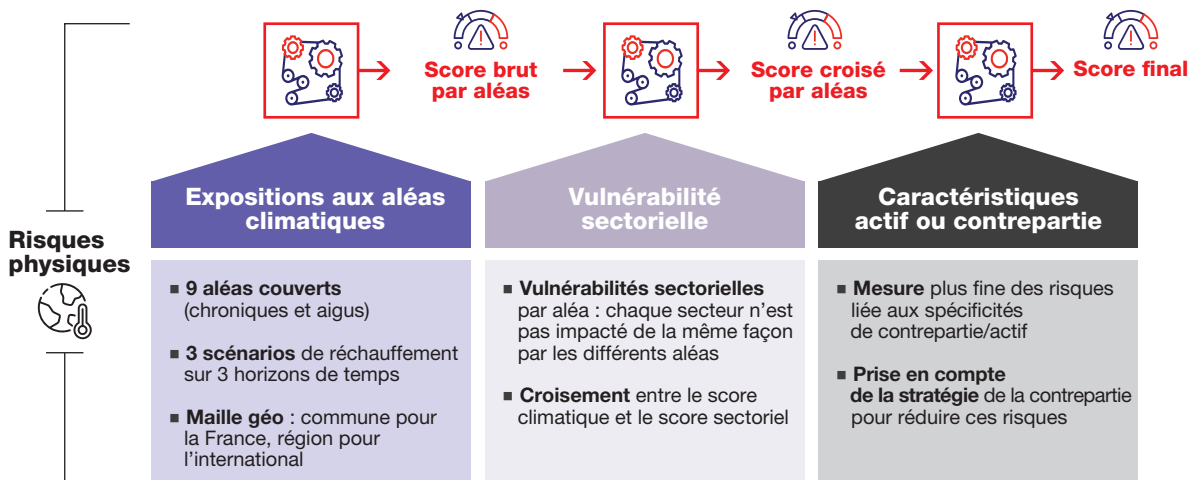 Score brut
par aléas
Score croisé
par aléas
Score final
Risques
physiques
Expositions aux aléas
climatiques
■ 9 aléas couverts
(chroniques et aigus)
■ 3 scénarios de réchauffement
sur 3 horizons de temps
■ Maille géo : commune pour
la France, région pour
l’international
Vulnérabilité
sectorielle
■ Vulnérabilités sectorielles
par aléa : chaque secteur n’est
pas impacté de la même façon
par les différents aléas
■ Croisement entre le score
climatique et le score sectoriel
Caractéristiques
actif ou contrepartie
■ Mesure plus fine des risques
liée aux spécificités
de contrepartie/actif
■ Prise en compte
de la stratégie de la contrepartie
pour réduire ces risques